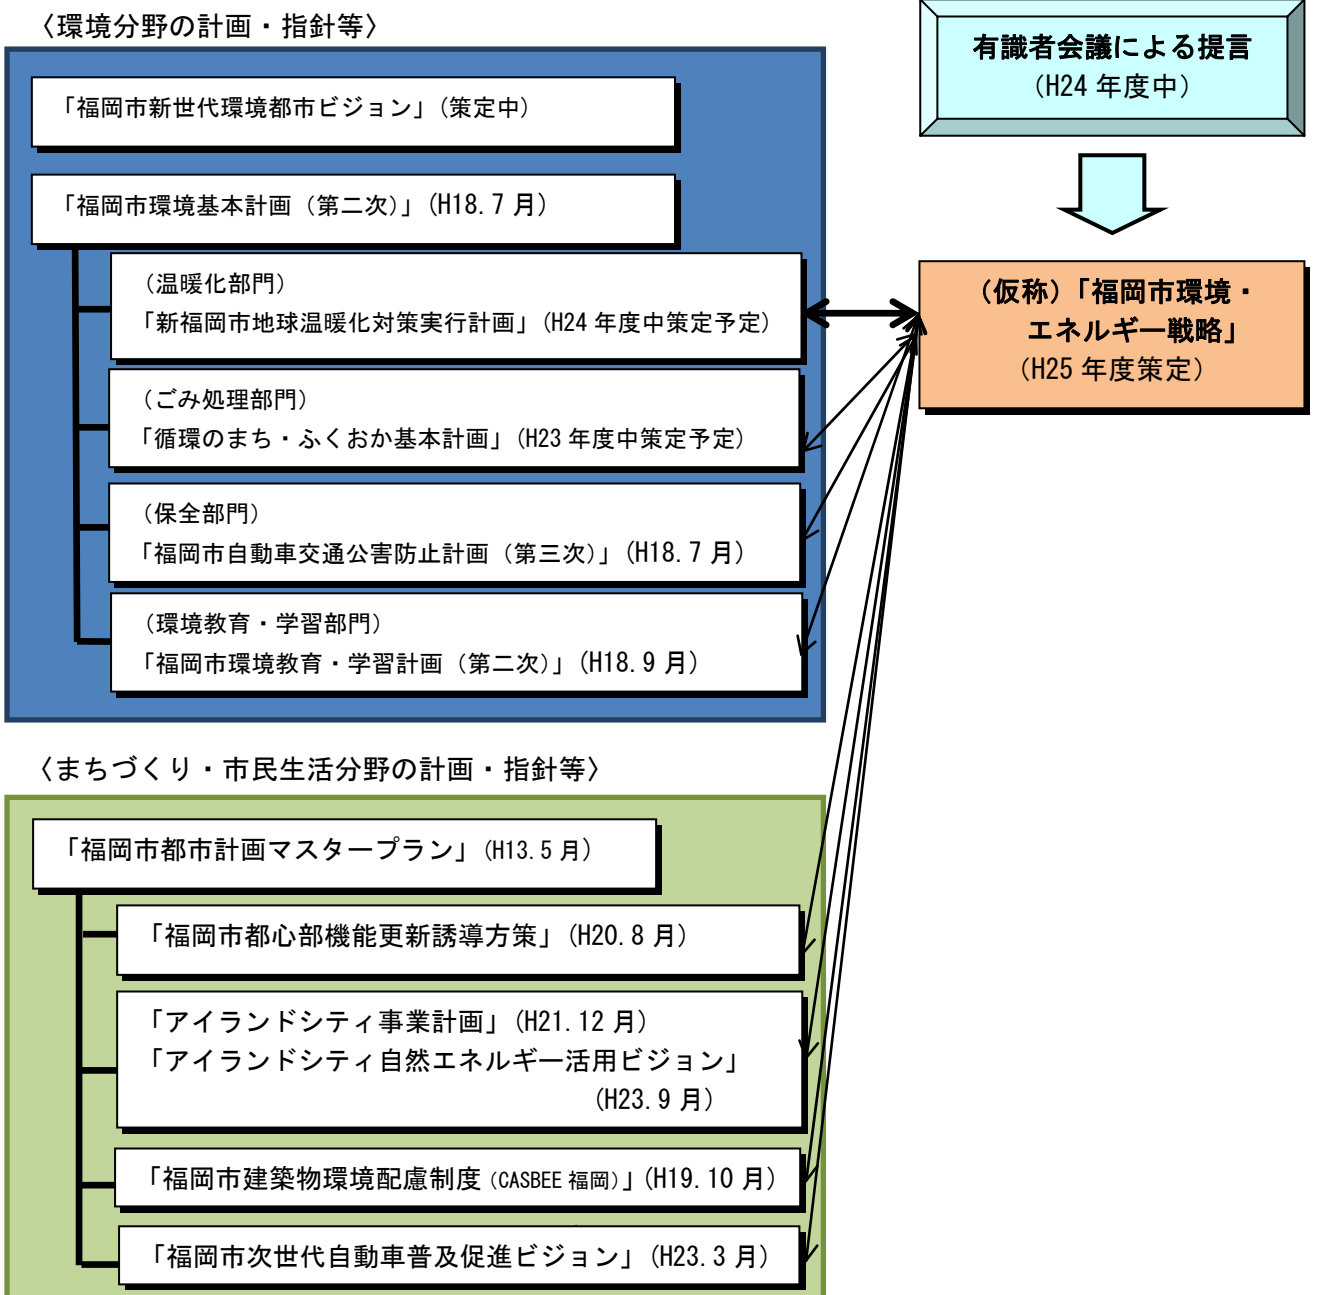 〈環境分野の計画・指針等〉
「福岡市新世代環境都市ビジョン」（策定中）
「福岡市環境基本計画（第二次）」（H18.7月）
（温暖化部門）
「新福岡市地球温暖化対策実行計画」（H24年度中策定予定）
（ごみ処理部門）
「循環のまち・ふくおか基本計画」（H23年度中策定予定）
（保全部門）
「福岡市自動車交通公害防止計画（第三次）」（H18.7月）
（環境教育・学習部門）
「福岡市環境教育・学習計画（第二次）」（H18.9月）
有識者会議による提言
（H24年度中）
（仮称）「福岡市環境・
エネルギー戦略」
（H25年度策定）
〈まちづくり・市民生活分野の計画・指針等〉
「福岡市都市計画マスタープラン」（H13.5月）
「福岡市都心部機能更新誘導方策」（H20.8月）
「アイランドシティ事業計画」（H21.12月）
「アイランドシティ自然エネルギー活用ビジョン」
（H23.9月）
「福岡市建築物環境配慮制度（CASBEE福岡）」（H19.10月）
「福岡市次世代自動車普及促進ビジョン」（H23.3月）